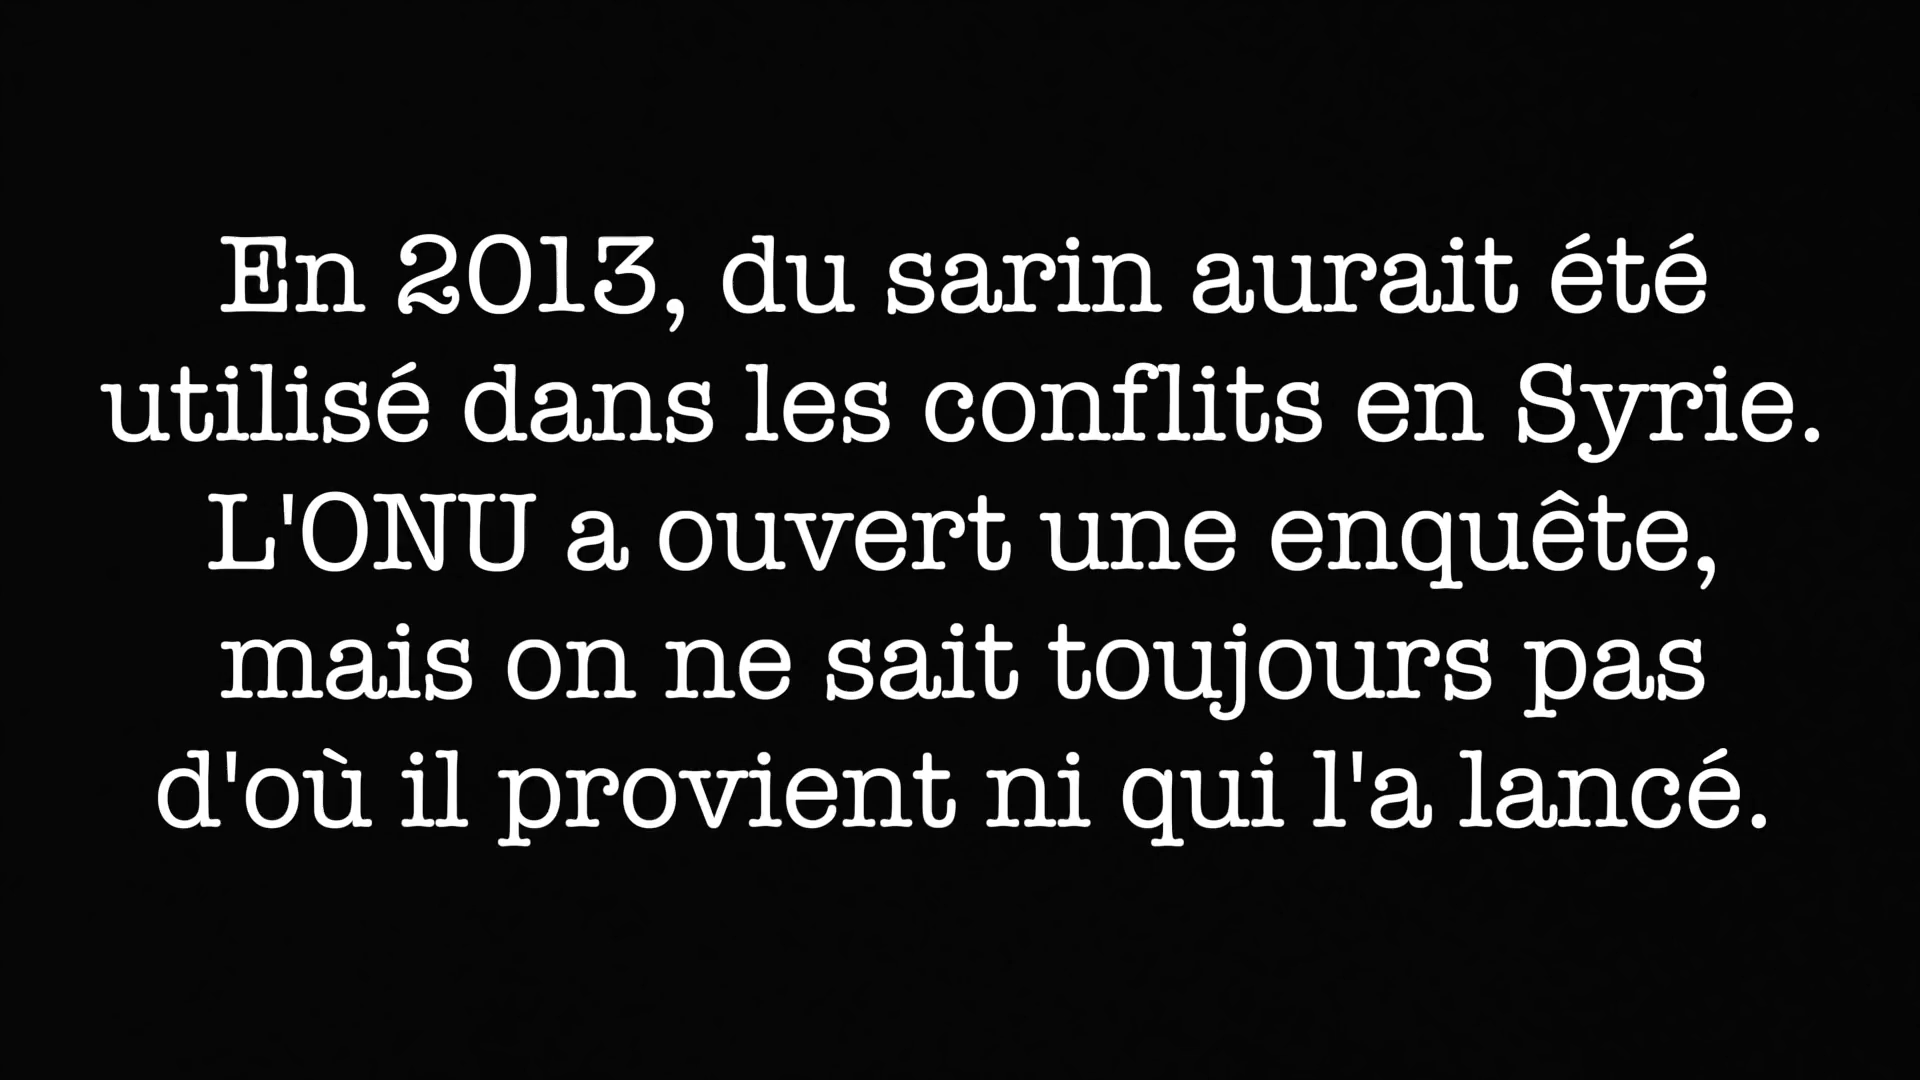 En 2013, du sarin aurait été
utilisé dans les conflits en Syrie.
L'ONU a ouvert une enquête,
mais on ne sait toujours pas
d'où il provient ni qui l'a lancé.